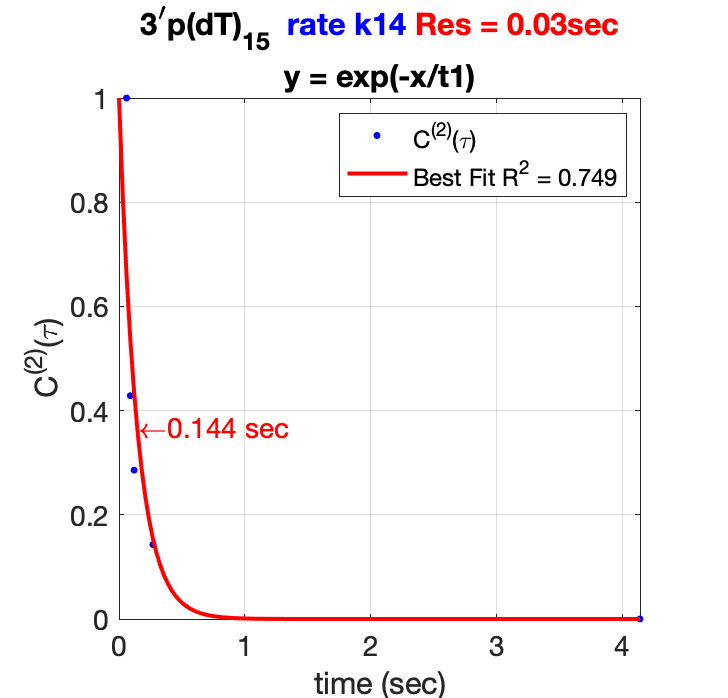 3′p(dT)₁₅ rate k14 Res = 0.03sec
y = exp(-x/t1)
C⁽²⁾(τ)
Best Fit R² = 0.749
1
0.8
0.6
0.4
0.2
0
C⁽²⁾(τ)
←0.144 sec
0 1 2 3 4
time (sec)